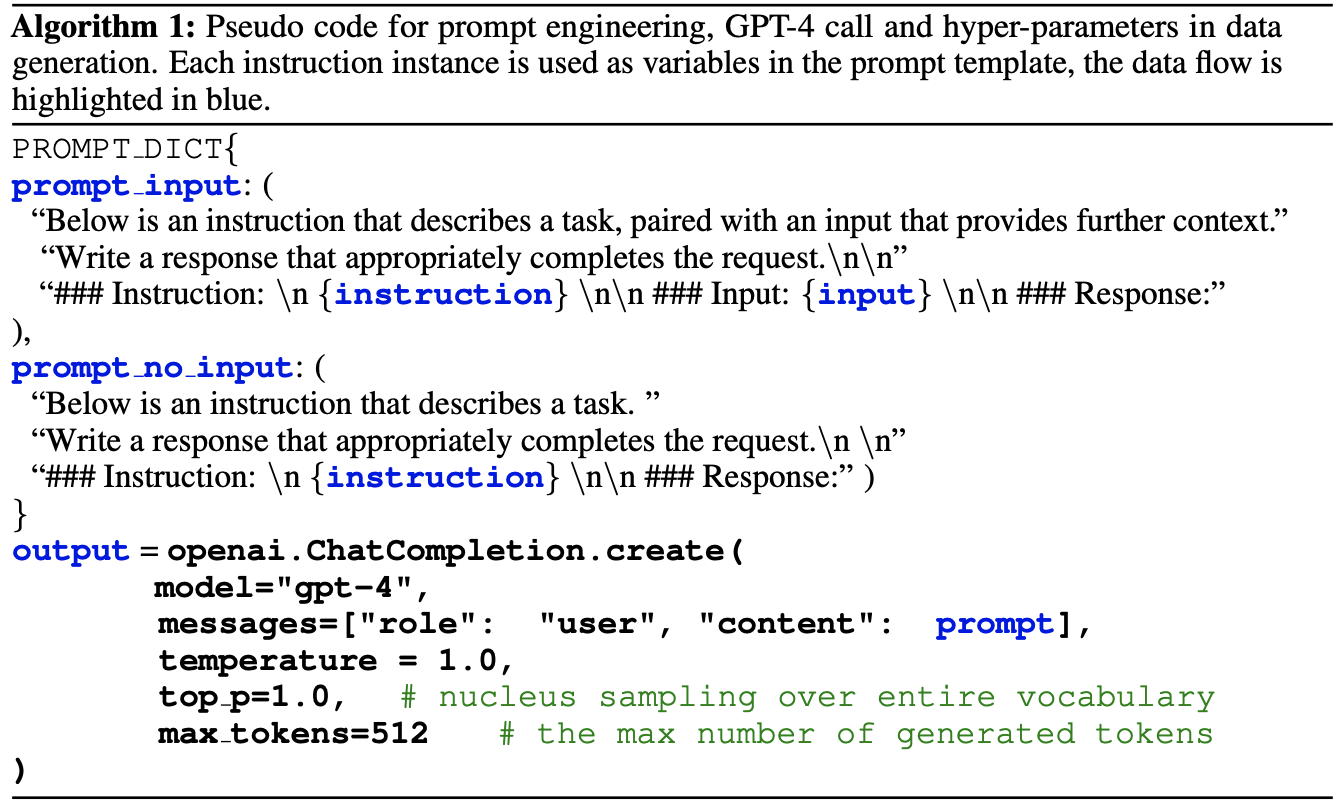 Algorithm 1: Pseudo code for prompt engineering, GPT-4 call and hyper-parameters in data
generation. Each instruction instance is used as variables in the prompt template, the data flow is
highlighted in blue.
PROMPT_DICT{
prompt_input: (
“Below is an instruction that describes a task, paired with an input that provides further context.”
“Write a response that appropriately completes the request.\n\n”
“### Instruction: \n {instruction} \n\n ### Input: {input} \n\n ### Response:”
),
prompt_no_input: (
“Below is an instruction that describes a task. ”
“Write a response that appropriately completes the request.\n \n”
“### Instruction: \n {instruction} \n\n ### Response:” )
}
output = openai.ChatCompletion.create(
model="gpt-4",
messages=["role": "user", "content": prompt],
temperature = 1.0,
top_p=1.0, # nucleus sampling over entire vocabulary
max_tokens=512 # the max number of generated tokens
)